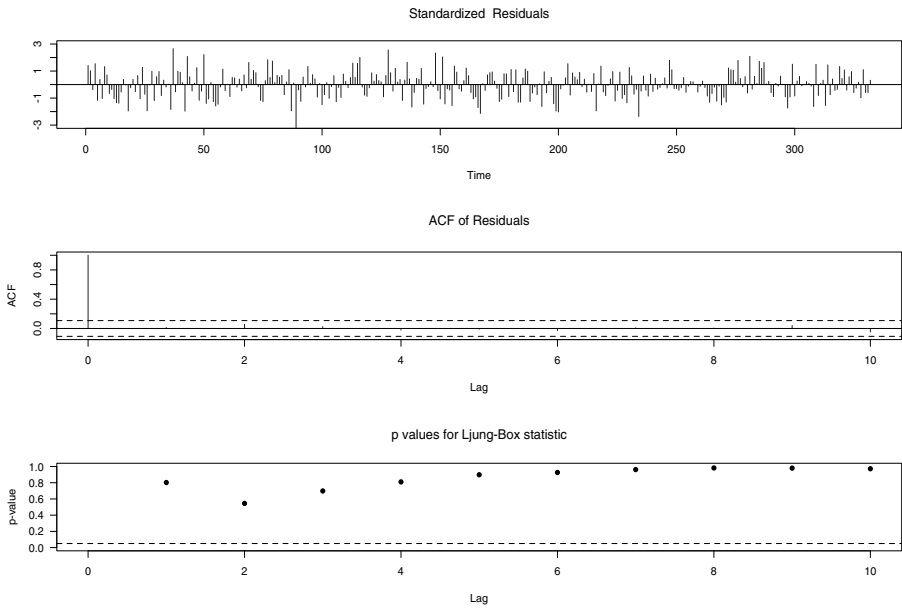 Standardized Residuals
3
1
-1
-3
0 50 100 150 200 250 300
Time
ACF of Residuals
ACF
0.8
0.4
0.0
0 2 4 6 8 10
Lag
p values for Ljung-Box statistic
p-value
1.0
0.8
0.6
0.4
0.2
0.0
0 2 4 6 8 10
Lag